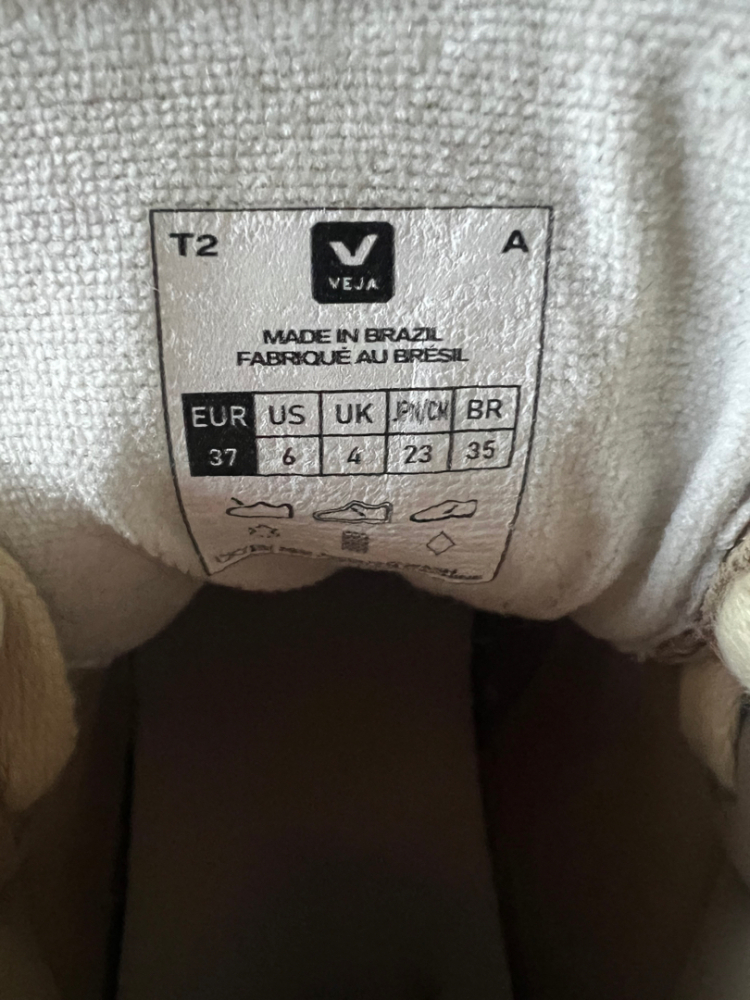 T2 VEJA A
MADE IN BRAZIL
FABRIQUÉ AU BRÉSIL
EUR US UK JPN/CM BR
37 6 4 23 35